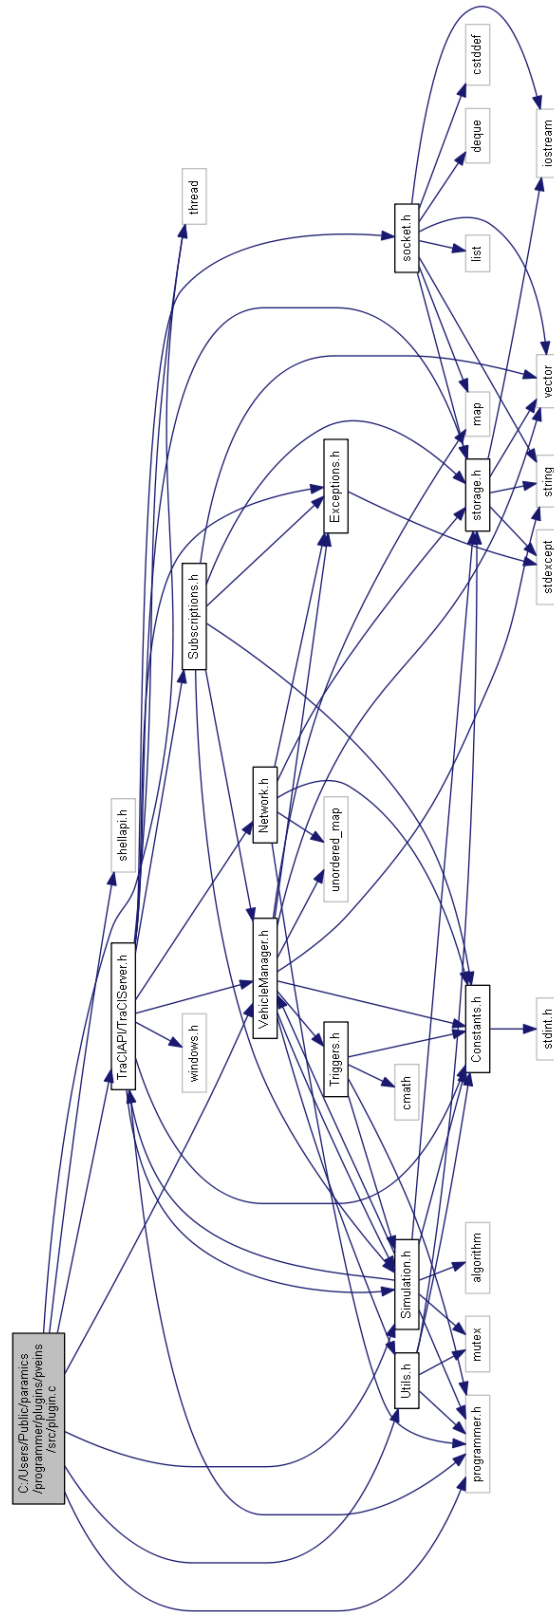 C:/Users/Public/paramics
/programmer/plugins/pveins
/src/plugin.c
TraCIAPI/TraCIServer.h
shellapi.h
windows.h
Subscriptions.h
thread
VehicleManager.h
Network.h
Triggers.h
unordered_map
Exceptions.h
Utils.h
Simulation.h
cmath
socket.h
programmer.h
mutex
algorithm
Constants.h
storage.h
map
list
deque
cstddef
stdint.h
stdexcept
string
vector
iostream